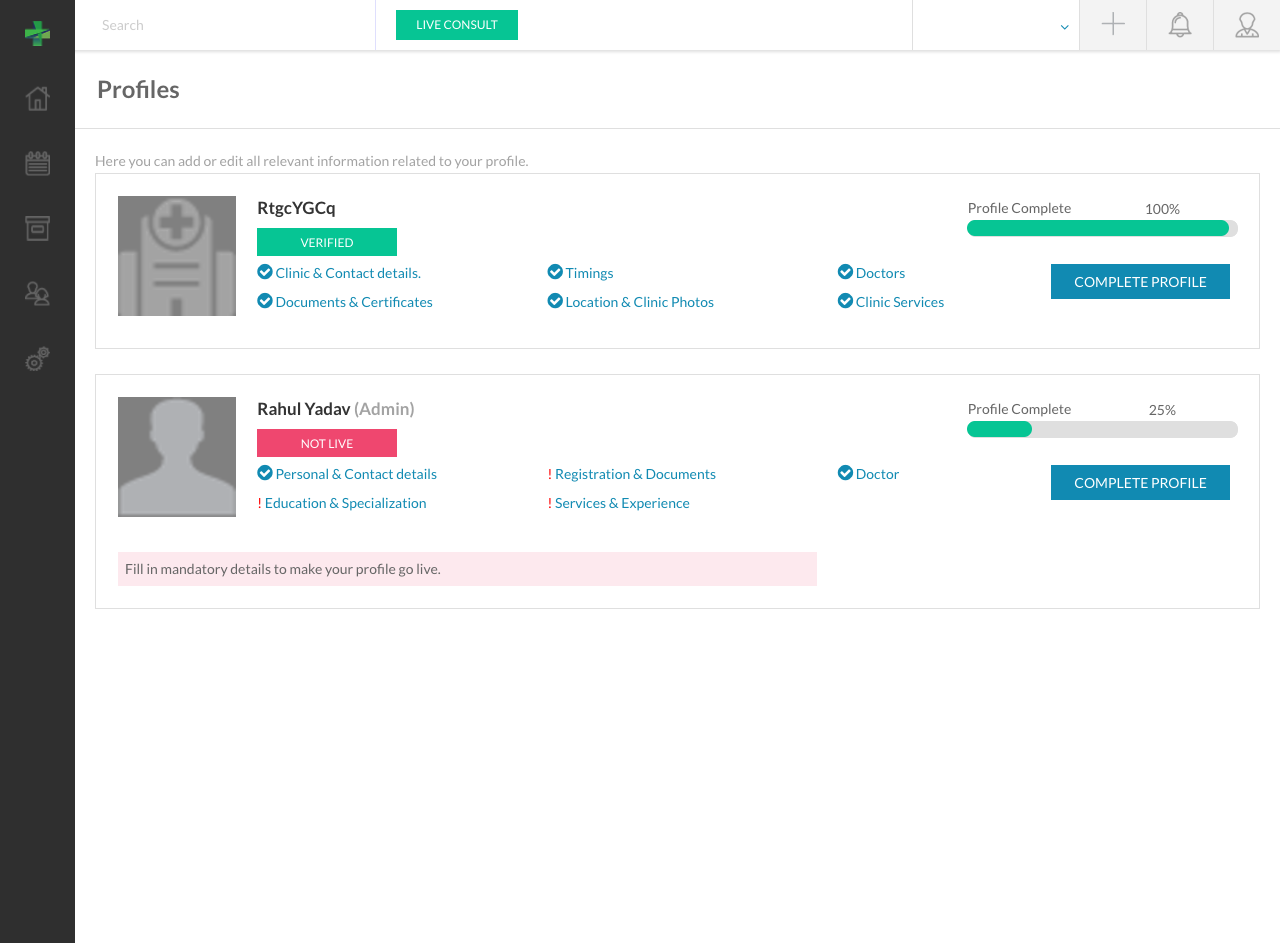 Search
LIVE CONSULT
Profiles
Here you can add or edit all relevant information related to your profile.
RtgcYGCq
Profile Complete 100%
VERIFIED
Clinic & Contact details. Timings Doctors
COMPLETE PROFILE
Documents & Certificates Location & Clinic Photos Clinic Services
Rahul Yadav (Admin)
Profile Complete 25%
NOT LIVE
Personal & Contact details ! Registration & Documents Doctor
COMPLETE PROFILE
! Education & Specialization ! Services & Experience
Fill in mandatory details to make your profile go live.